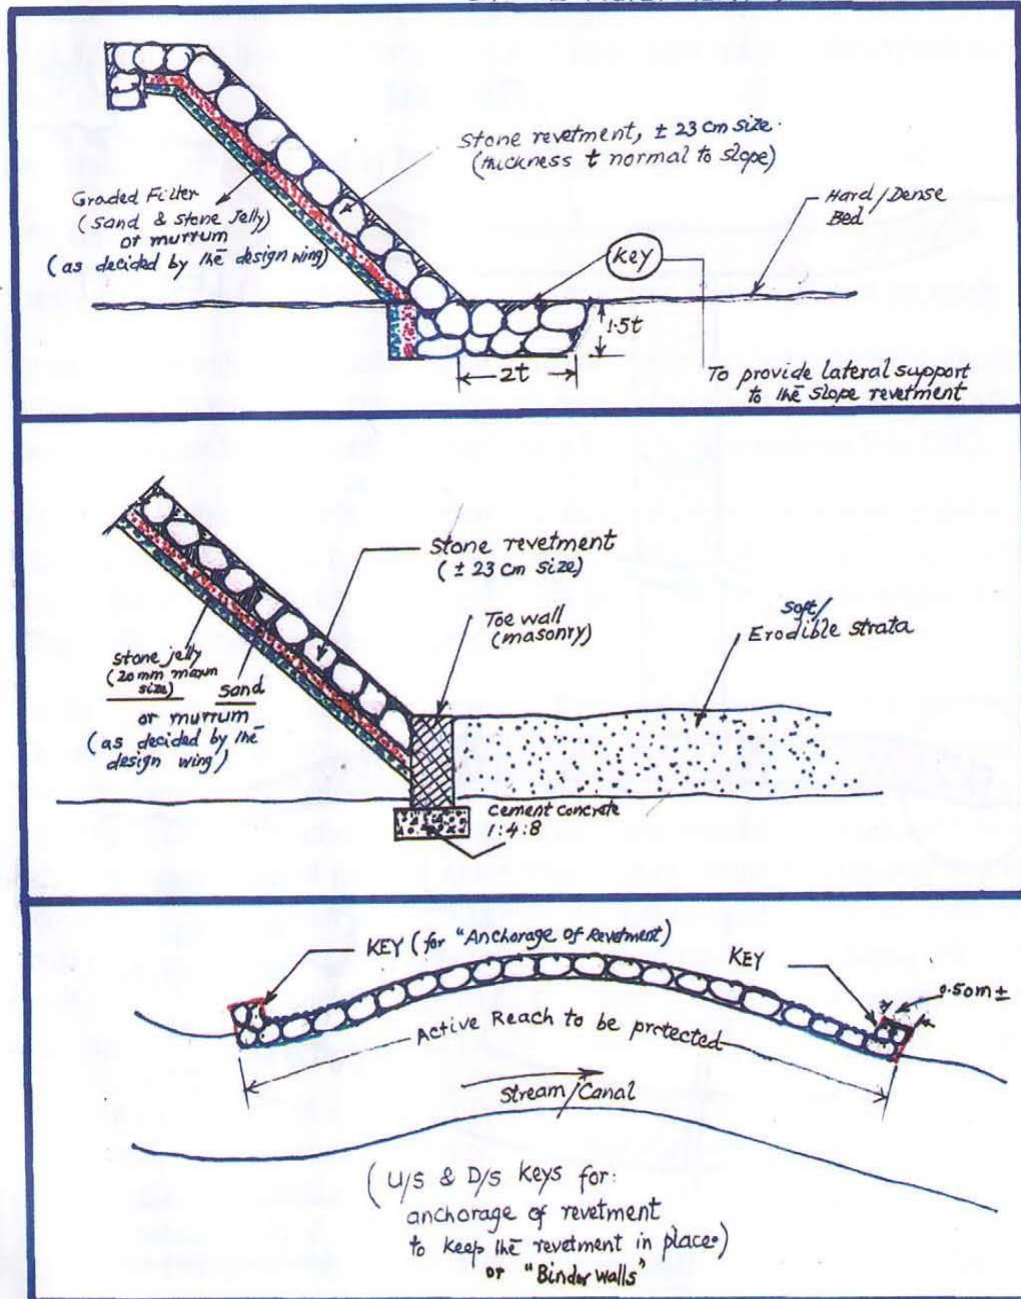 Stone revetment, ± 23 cm size.
(thickness t normal to slope)
Graded Filter
(Sand & Stone Jelly)
or murrum
(as decided by the design wing)
Hard/Dense
Bed
Key
1.5t
2t
To provide lateral support
to the slope revetment
Stone revetment
(± 23 cm size)
Toe wall
(masonry)
Soft/
Erodible strata
Stone jelly
(20mm maxm
size)
Sand
or murrum
(as decided by the
design wing)
Cement concrete
1:4:8
KEY (for "Anchorage of Revetment)
KEY
0.50m±
Active Reach to be protected
Stream/Canal
(U/S & D/S Keys for:
anchorage of revetment
to keep the revetment in place.)
or "Binder walls"